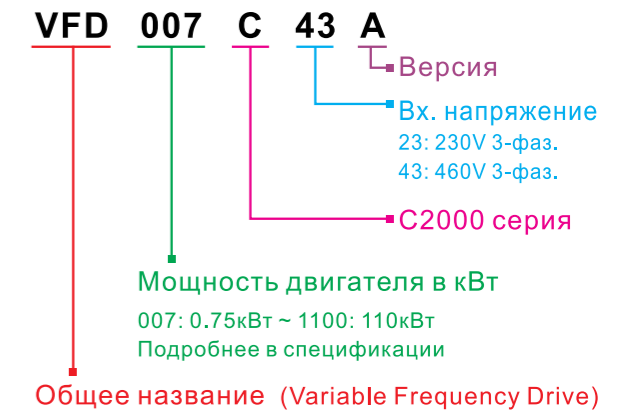 VFD 007 C 43 A
Версия
Вх. напряжение
23: 230V 3-фаз.
43: 460V 3-фаз.
C2000 серия
Мощность двигателя в кВт
007: 0.75кВт ~ 1100: 110кВт
Подробнее в спецификации
Общее название (Variable Frequency Drive)